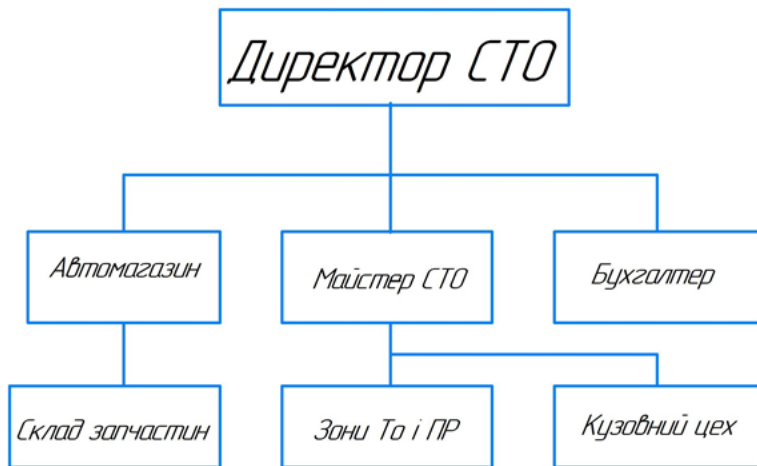 Директор СТО
Автомагазин
Майстер СТО
Бухгалтер
Склад запчастин
Зони То і ПР
Кузовний цех